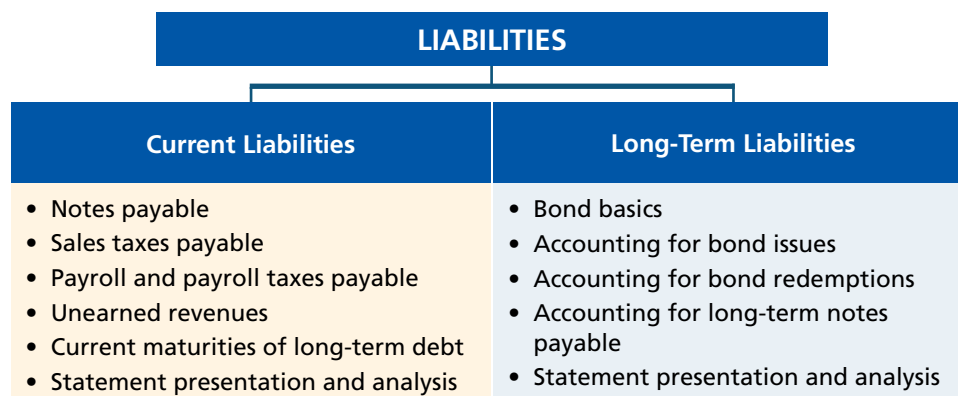 LIABILITIES
Current Liabilities
• Notes payable
• Sales taxes payable
• Payroll and payroll taxes payable
• Unearned revenues
• Current maturities of long-term debt
• Statement presentation and analysis
Long-Term Liabilities
• Bond basics
• Accounting for bond issues
• Accounting for bond redemptions
• Accounting for long-term notes
payable
• Statement presentation and analysis